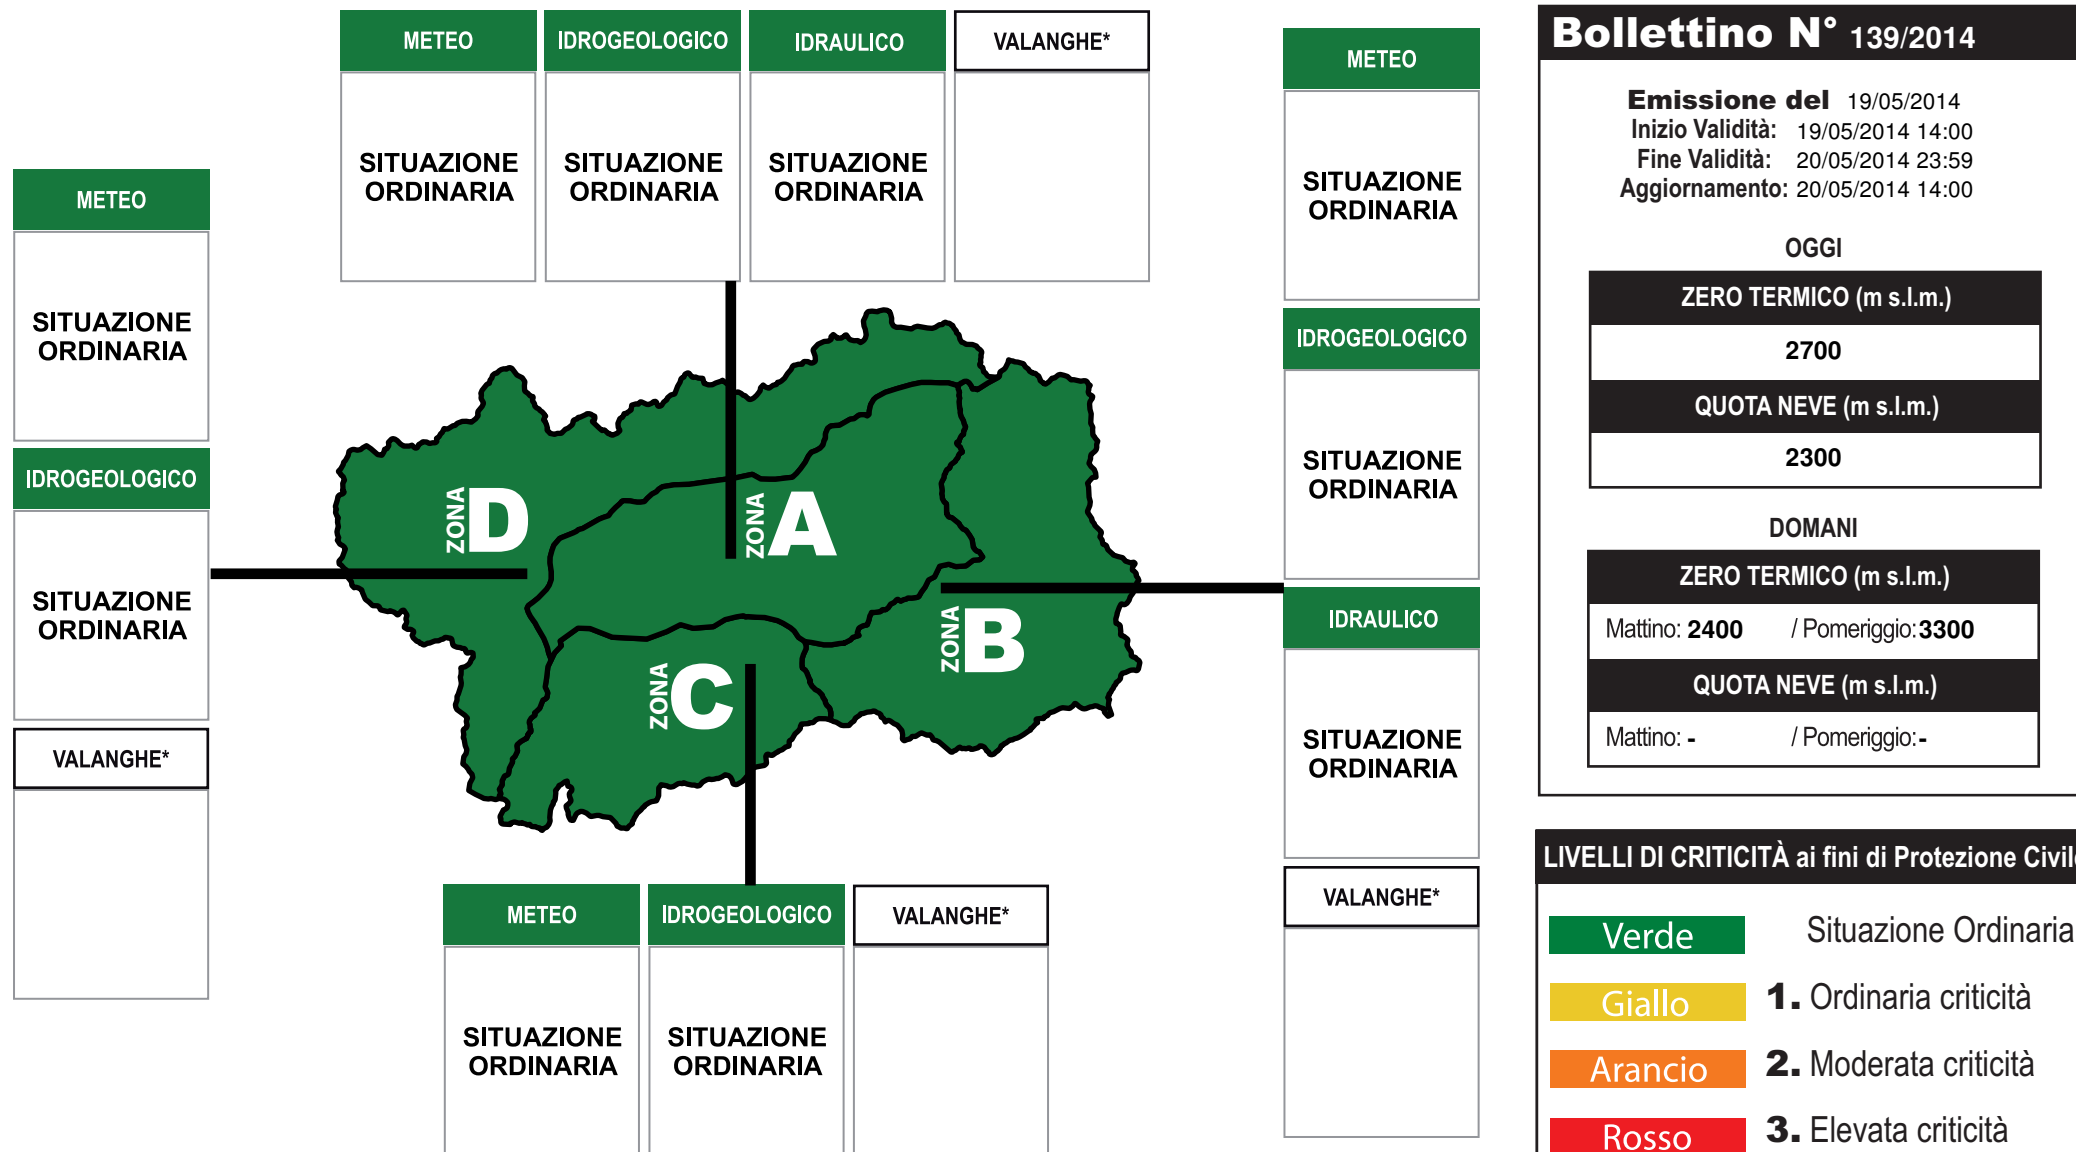 METEO IDROGEOLOGICO IDRAULICO VALANGHE*
SITUAZIONE ORDINARIA
SITUAZIONE ORDINARIA
SITUAZIONE ORDINARIA
METEO
SITUAZIONE
ORDINARIA
IDROGEOLOGICO
SITUAZIONE
ORDINARIA
VALANGHE*
ZONA D
ZONA A
ZONA B
ZONA C
METEO
SITUAZIONE
ORDINARIA
IDROGEOLOGICO
SITUAZIONE
ORDINARIA
IDRAULICO
SITUAZIONE
ORDINARIA
VALANGHE*
METEO IDROGEOLOGICO VALANGHE*
SITUAZIONE ORDINARIA
SITUAZIONE ORDINARIA
Bollettino N° 139/2014
Emissione del 19/05/2014
Inizio Validità: 19/05/2014 14:00
Fine Validità: 20/05/2014 23:59
Aggiornamento: 20/05/2014 14:00
OGGI
ZERO TERMICO (m s.l.m.)
2700
QUOTA NEVE (m s.l.m.)
2300
DOMANI
ZERO TERMICO (m s.l.m.)
Mattino: 2400 / Pomeriggio: 3300
QUOTA NEVE (m s.l.m.)
Mattino: - / Pomeriggio: -
LIVELLI DI CRITICITÀ ai fini di Protezione Civile
Verde Situazione Ordinaria
Giallo 1. Ordinaria criticità
Arancio 2. Moderata criticità
Rosso 3. Elevata criticità